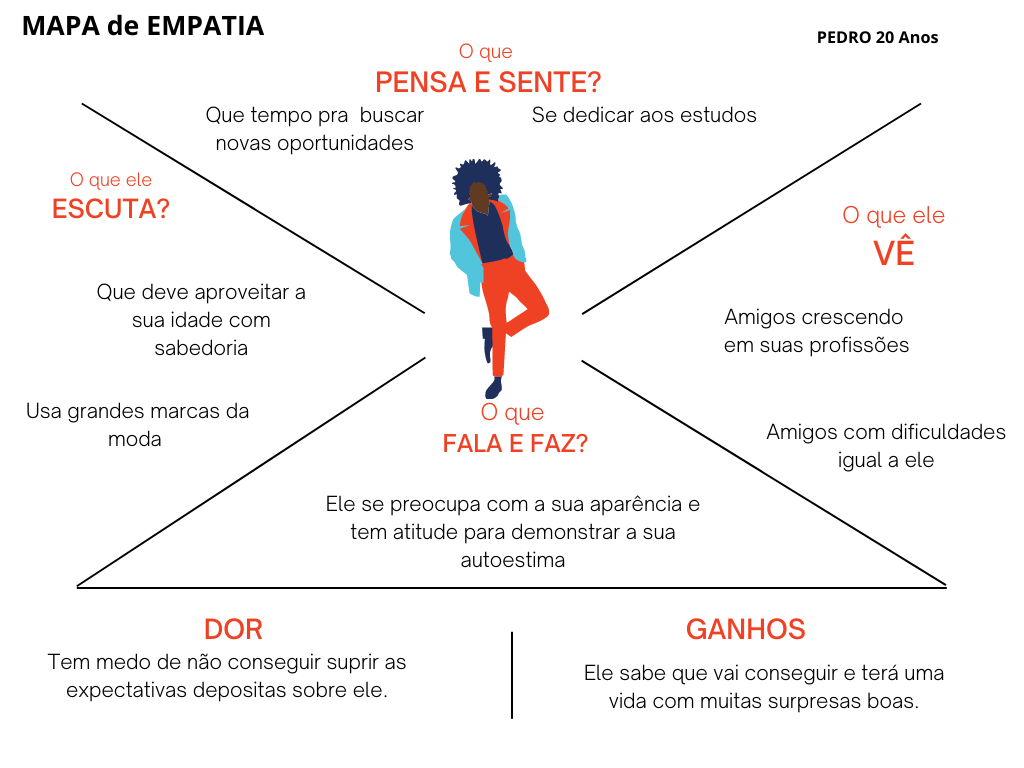 MAPA de EMPATIA
PEDRO 20 Anos
O que
PENSA E SENTE?
Que tempo pra buscar
novas oportunidades
Se dedicar aos estudos
O que ele
ESCUTA?
Que deve aproveitar a
sua idade com
sabedoria
Usa grandes marcas da
moda
O que ele
VÊ
Amigos crescendo
em suas profissões
Amigos com dificuldades
igual a ele
O que
FALA E FAZ?
Ele se preocupa com a sua aparência e
tem atitude para demonstrar a sua
autoestima
DOR
Tem medo de não conseguir suprir as
expectativas depositas sobre ele.
GANHOS
Ele sabe que vai conseguir e terá uma
vida com muitas surpresas boas.